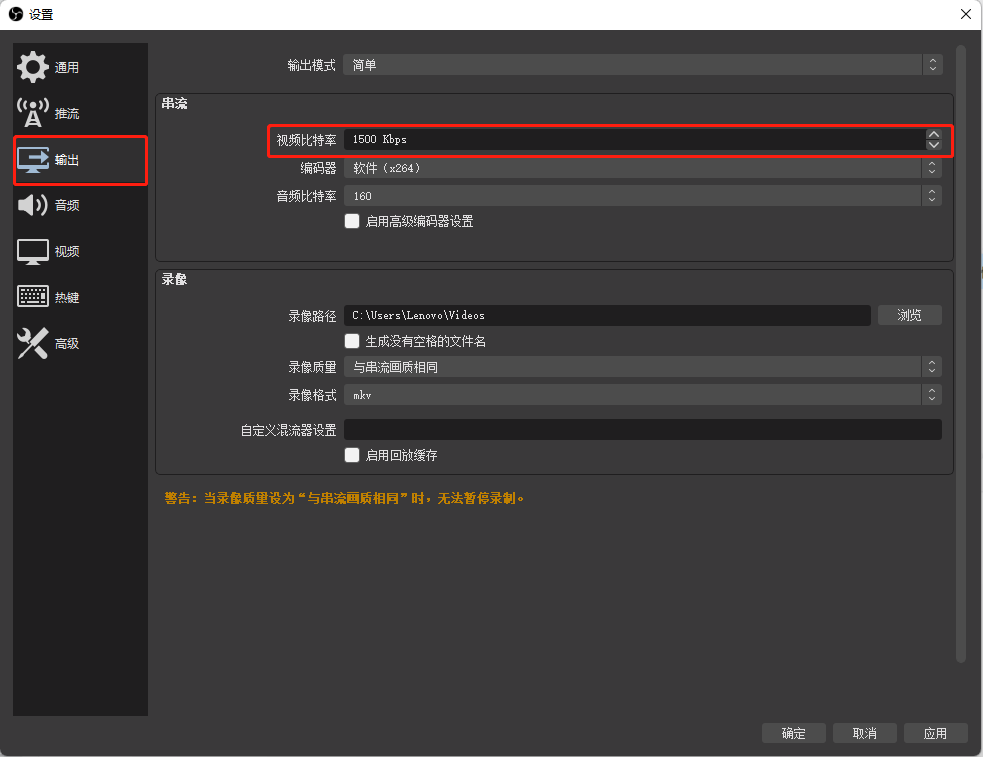 设置
通用
推流
输出
音频
视频
热键
高级
输出模式 简单
串流
视频比特率 1500 Kbps
编码器 软件（x264）
音频比特率 160
启用高级编码器设置
录像
录像路径 C:\Users\Lenovo\Videos 浏览
生成没有空格的文件名
录像质量 与串流画质相同
录像格式 mkv
自定义混流器设置
启用回放缓存
警告：当录像质量设为“与串流画质相同”时，无法暂停录制。
确定 取消 应用